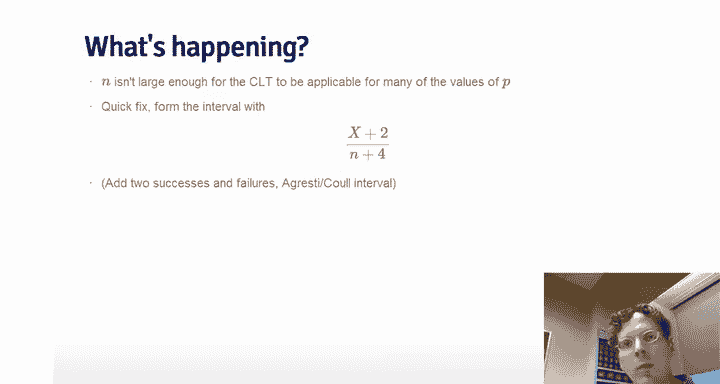 What's happening?
· n isn't large enough for the CLT to be applicable for many of the values of p
· Quick fix, form the interval with
X + 2
n + 4
· (Add two successes and failures, Agresti/Coull interval)